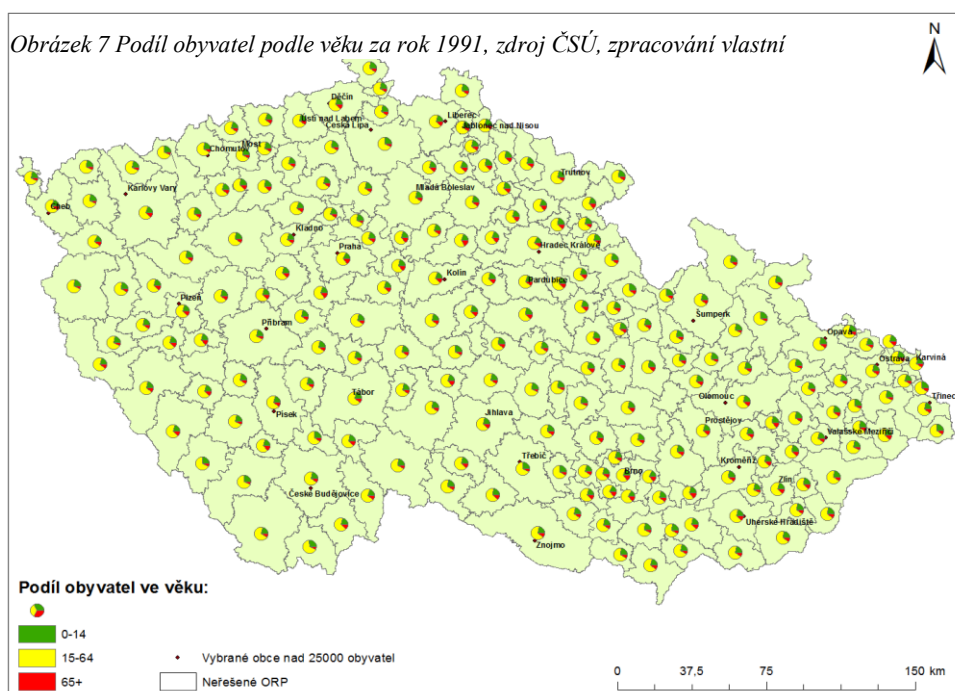 Obrázek 7 Podíl obyvatel podle věku za rok 1991, zdroj ČSÚ, zpracování vlastní
N
Děčín
Ústí nad Labem
Česká Lípa
Liberec
Jablonec nad Nisou
Most
Chomutov
Trutnov
Karlovy Vary
Mladá Boleslav
Cheb
Kladno
Praha
Hradec Králové
Kolín
Pardubice
Plzeň
Příbram
Šumperk
Opava
Ostrava
Karviná
Tábor
Olomouc
Třinec
Písek
Jihlava
Prostějov
Valašské Meziříčí
Třebíč
Brno
Kroměříž
Zlín
České Budějovice
Uherské Hradiště
Znojmo
Podíl obyvatel ve věku:
0-14
15-64
65+
Vybrané obce nad 25000 obyvatel
Neřešené ORP
0 37,5 75 150 km